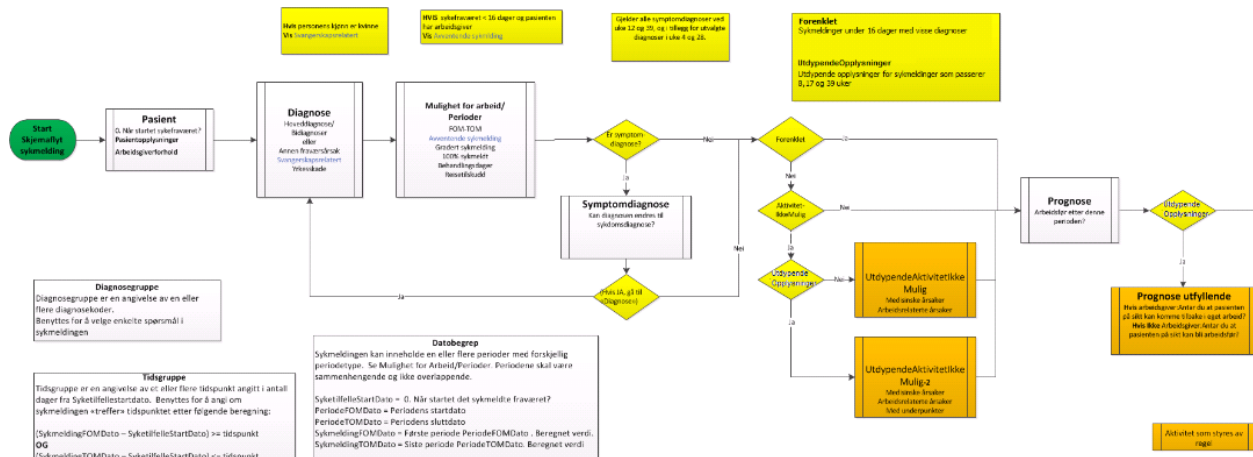 Hvis personens kjønn er kvinne
Vis Svangerskapsrelatert
HVIS sykefraværet < 16 dager og pasienten
har arbeidsgiver
Vis Avventende sykmelding
Gjelder alle symptomdiagnoser ved
uke 12 og 39, og i tillegg for utvalgte
diagnoser i uke 4 og 28.
Forenklet
Sykmeldinger under 16 dager med visse diagnoser
UtdypendeOpplysninger
Utdypende opplysninger for sykmeldinger som passerer
8, 17 og 39 uker
Start
Skjemaflyt
sykmelding
Pasient
0. Når startet sykefraværet?
Pasientopplysninger
Arbeidsgiverforhold
Diagnose
Hoveddiagnose/
Bidiagnoser
eller
Annen fraværsårsak
Svangerskapsrelatert
Yrkesskade
Mulighet for arbeid/
Perioder
FOM-TOM
Avventende sykmelding
Gradert sykmelding
100% sykmeldt
Behandlingsdager
Reisetilskudd
Er symptom-
diagnose?
Nei
Ja
Symptomdiagnose
Kan diagnosen endres til
sykdomsdiagnose?
(Hvis JA, gå til
«Diagnose»)
Ja
Nei
Forenklet
Ja
Nei
Aktivitet-
IkkeMulig
Nei
Ja
Utdypende
Opplysninger
Nei
Ja
UtdypendeAktivitetIkke
Mulig
Medisinske årsaker
Arbeidsrelaterte årsaker
UtdypendeAktivitetIkke
Mulig-2
Medisinske årsaker
Arbeidsrelaterte årsaker
Med underpunkter
Prognose
Arbeidsfør etter denne
perioden?
Utdypende
Opplysninger
Ja
Prognose utfyllende
Hvis arbeidsgiver:Antar du at pasienten
på sikt kan komme tilbake i eget arbeid?
Hvis ikke Arbeidsgiver:Antar du at
pasienten på sikt kan bli arbeidsfør?
Diagnosegruppe
Diagnosegruppe er en angivelse av en eller
flere diagnosekoder.
Benyttes for å velge enkelte spørsmål i
sykmeldingen
Tidsgruppe
Tidsgruppe er en angivelse av et eller flere tidspunkt angitt i antall
dager fra Syketilfellestartdato. Benyttes for å angi om
sykmeldingen «treffer» tidspunktet etter følgende beregning:
(SykmeldingFOMDato – SyketilfelleStartDato) >= tidspunkt
OG
(SykmeldingTOMDato – SyketilfelleStartDato) <= tidspunkt
Datobegrep
Sykmeldingen kan inneholde en eller flere perioder med forskjellig
periodetype. Se Mulighet for Arbeid/Perioder. Periodene skal være
sammenhengende og ikke overlappende.
SyketilfelleStartDato = 0. Når startet det sykmeldte fraværet?
PeriodeFOMDato = Periodens startdato
PeriodeTOMDato = Periodens sluttdato
SykmeldingFOMDato = Første periode PeriodeFOMDato . Beregnet verdi.
SykmeldingTOMDato = Siste periode PeriodeTOMDato. Beregnet verdi
Aktivitet som styres av
regel